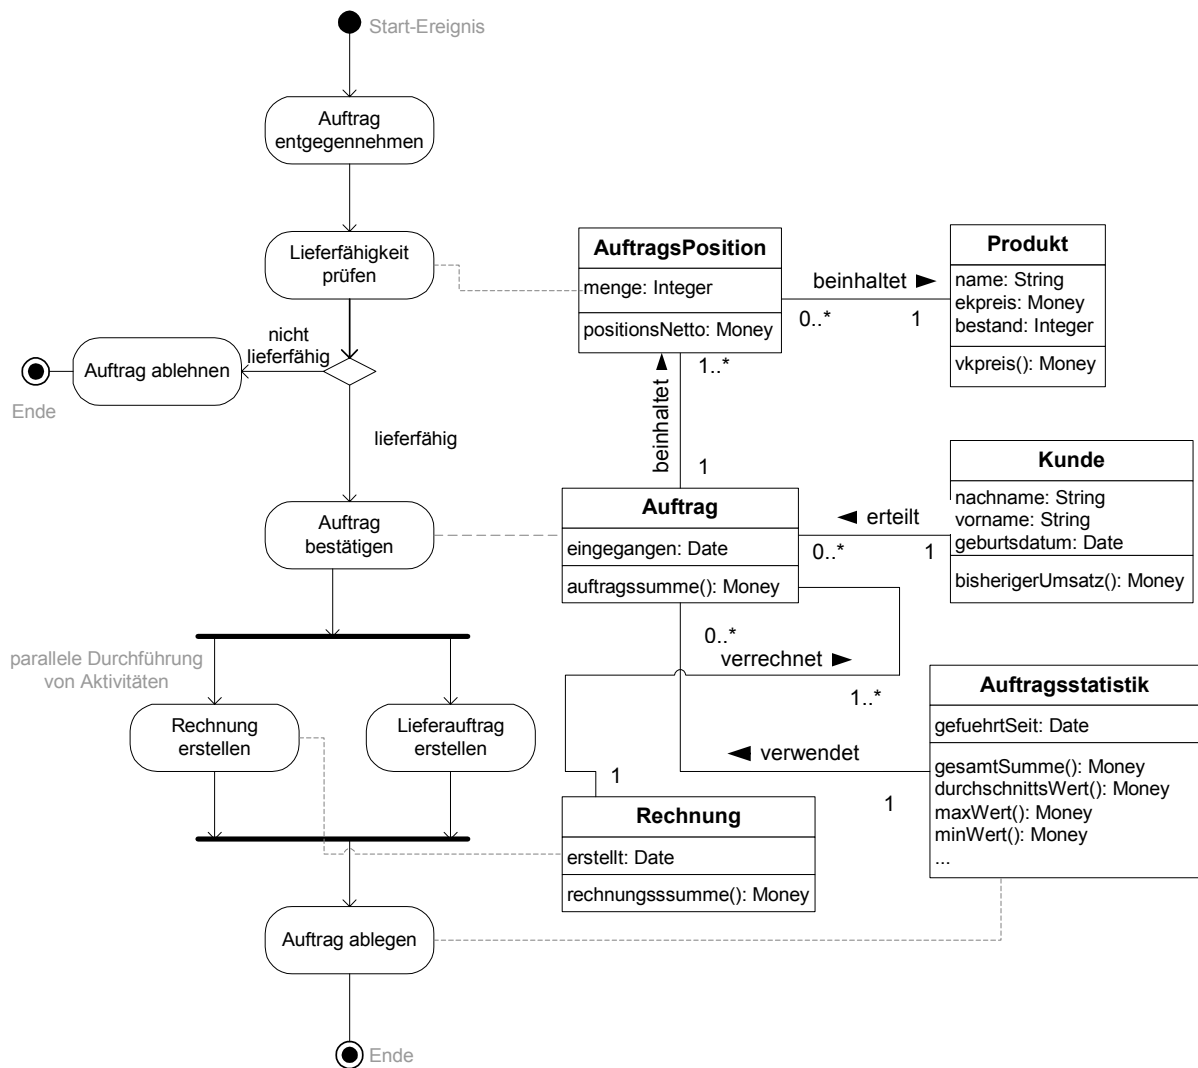 Start-Ereignis
Auftrag
entgegennehmen
Lieferfähigkeit
prüfen
nicht
lieferfähig
Auftrag ablehnen
Ende
lieferfähig
Auftrag
bestätigen
parallele Durchführung
von Aktivitäten
Rechnung
erstellen
Lieferauftrag
erstellen
Auftrag ablegen
Ende
AuftragsPosition
menge: Integer
positionsNetto: Money
beinhaltet
0..*
1
Produkt
name: String
ekpreis: Money
bestand: Integer
vkpreis(): Money
1..*
beinhaltet
1
Auftrag
eingegangen: Date
auftragssumme(): Money
erteilt
0..*
1
Kunde
nachname: String
vorname: String
geburtsdatum: Date
bisherigerUmsatz(): Money
0..*
verrechnet
1..*
verwendet
1
1
Auftragsstatistik
gefuehrtSeit: Date
gesamtSumme(): Money
durchschnittsWert(): Money
maxWert(): Money
minWert(): Money
...
Rechnung
erstellt: Date
rechnungsssumme(): Money